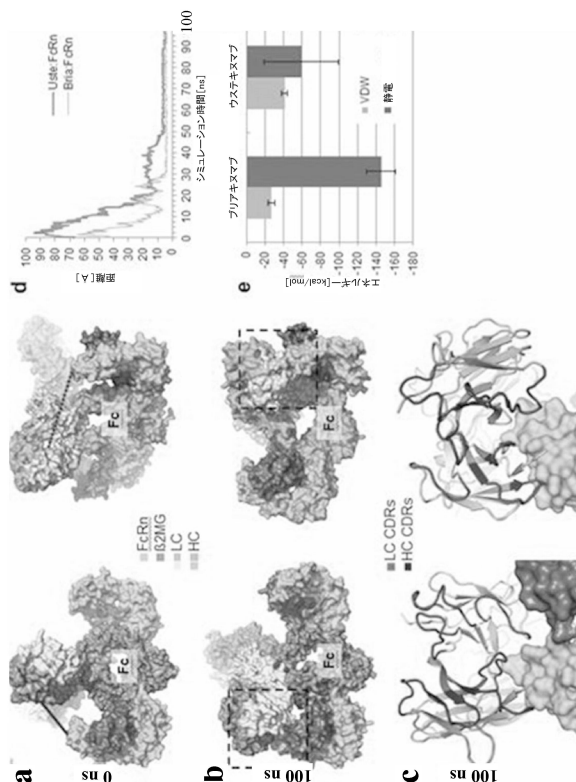 a
0 ns
Fc
Fc
FcRn
ß2MG
LC
HC
b
100 ns
Fc
Fc
c
100 ns
LC CDRs
HC CDRs
d
距離[Å]
100
90
80
70
60
50
40
30
20
10
0
Uste:FcRn
Bria:FcRn
0 10 20 30 40 50 60 70 80 90 100
シミュレーション時間[ns]
e
エネルギー[kcal/mol]
ブリアキヌマブ
ウステキヌマブ
0
-20
-40
-60
-80
-100
-120
-140
-160
-180
VDW
静電